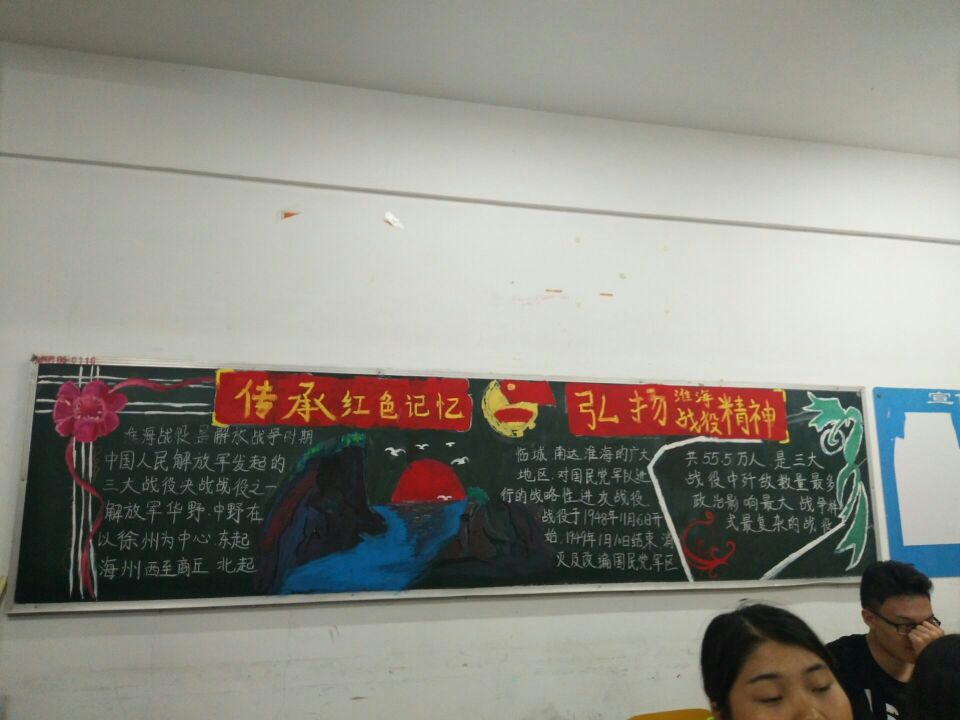 传承红色记忆
弘扬淮海战役精神
淮海战役是解放战争时期
中国人民解放军发起的
三大战役决战战役之一
解放军华野.中野在
以徐州为中心 东起
海州 西至商丘 北起
临城 南达淮海的广大
地区.对国民党军队进
行的战略性进攻战役.
战役于1948年11月6日开
始.1949年1月10日结束
灭及改编国民党军区
共55.5万人.是三大
战役中歼敌数量最多
政治影响最大 战争样
式最复杂的战役
宣